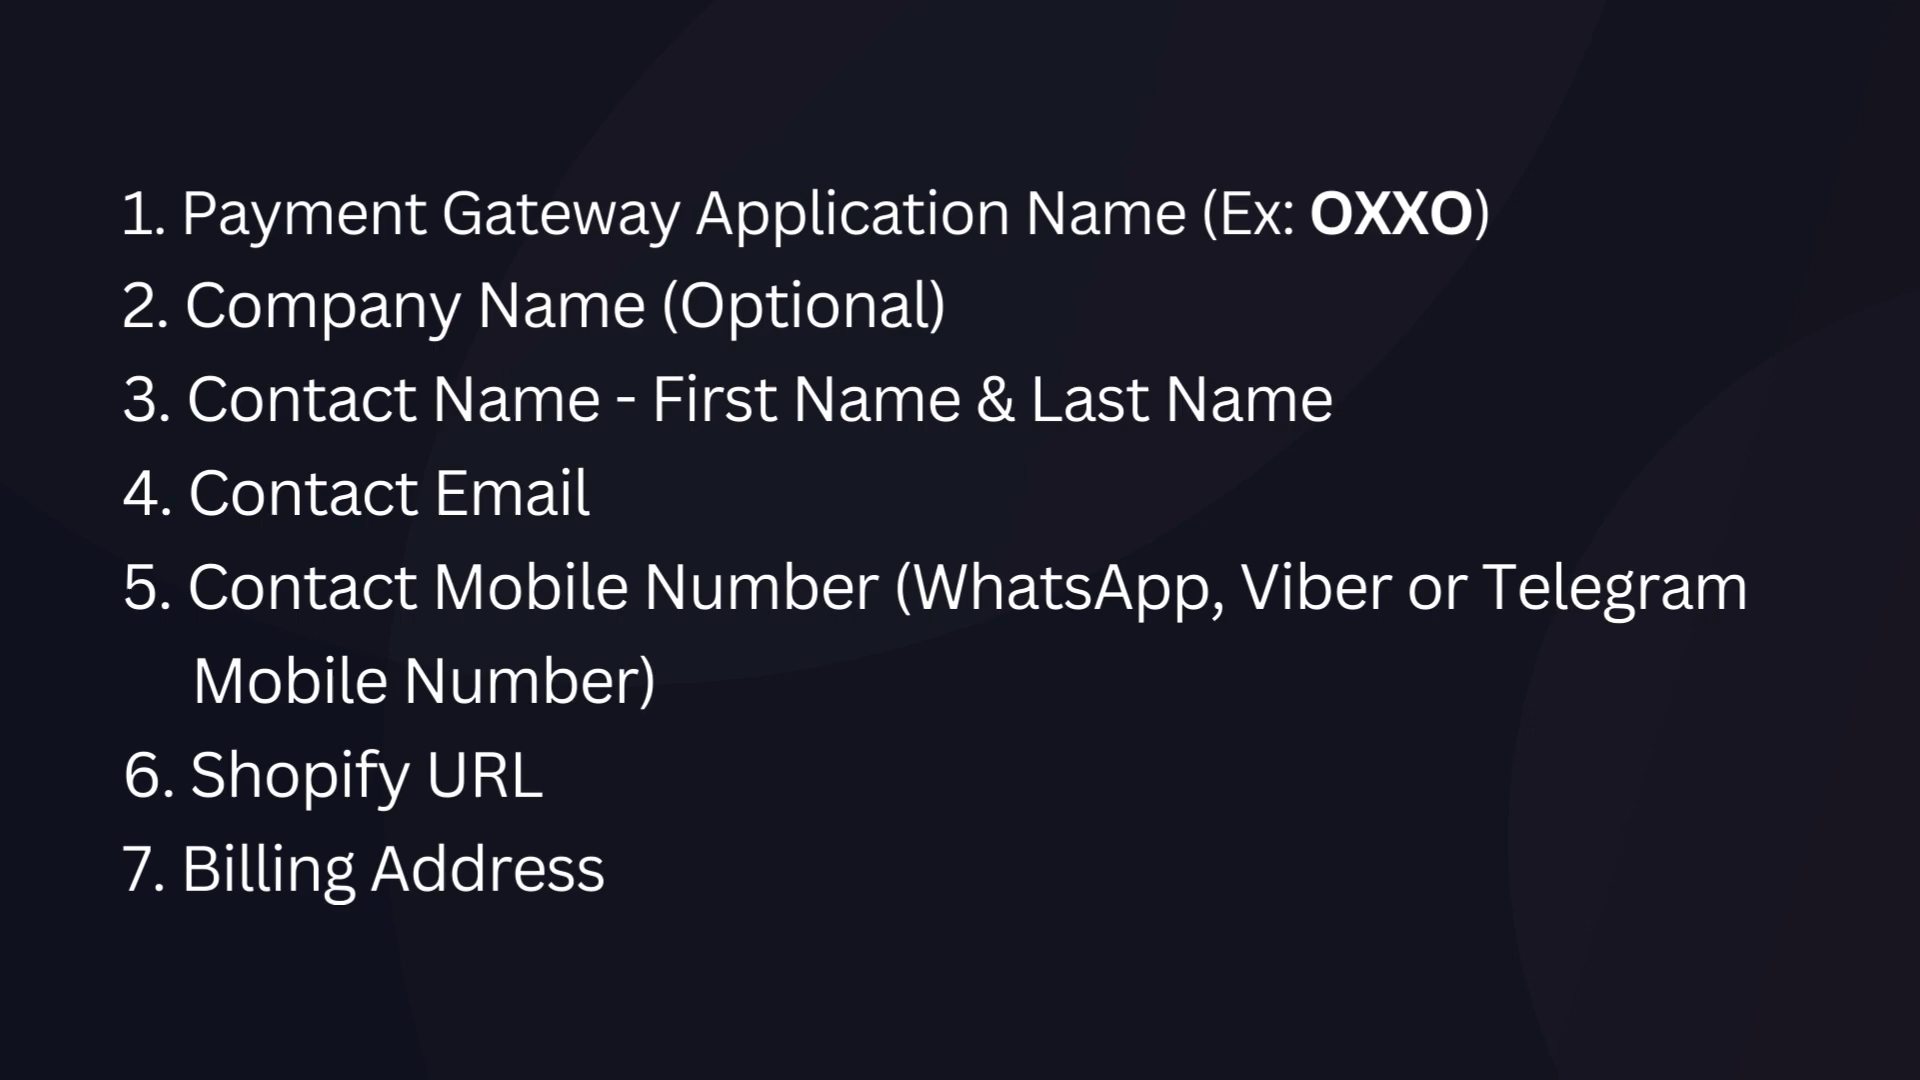 1. Payment Gateway Application Name (Ex: OXXO)
2. Company Name (Optional)
3. Contact Name - First Name & Last Name
4. Contact Email
5. Contact Mobile Number (WhatsApp, Viber or Telegram
Mobile Number)
6. Shopify URL
7. Billing Address